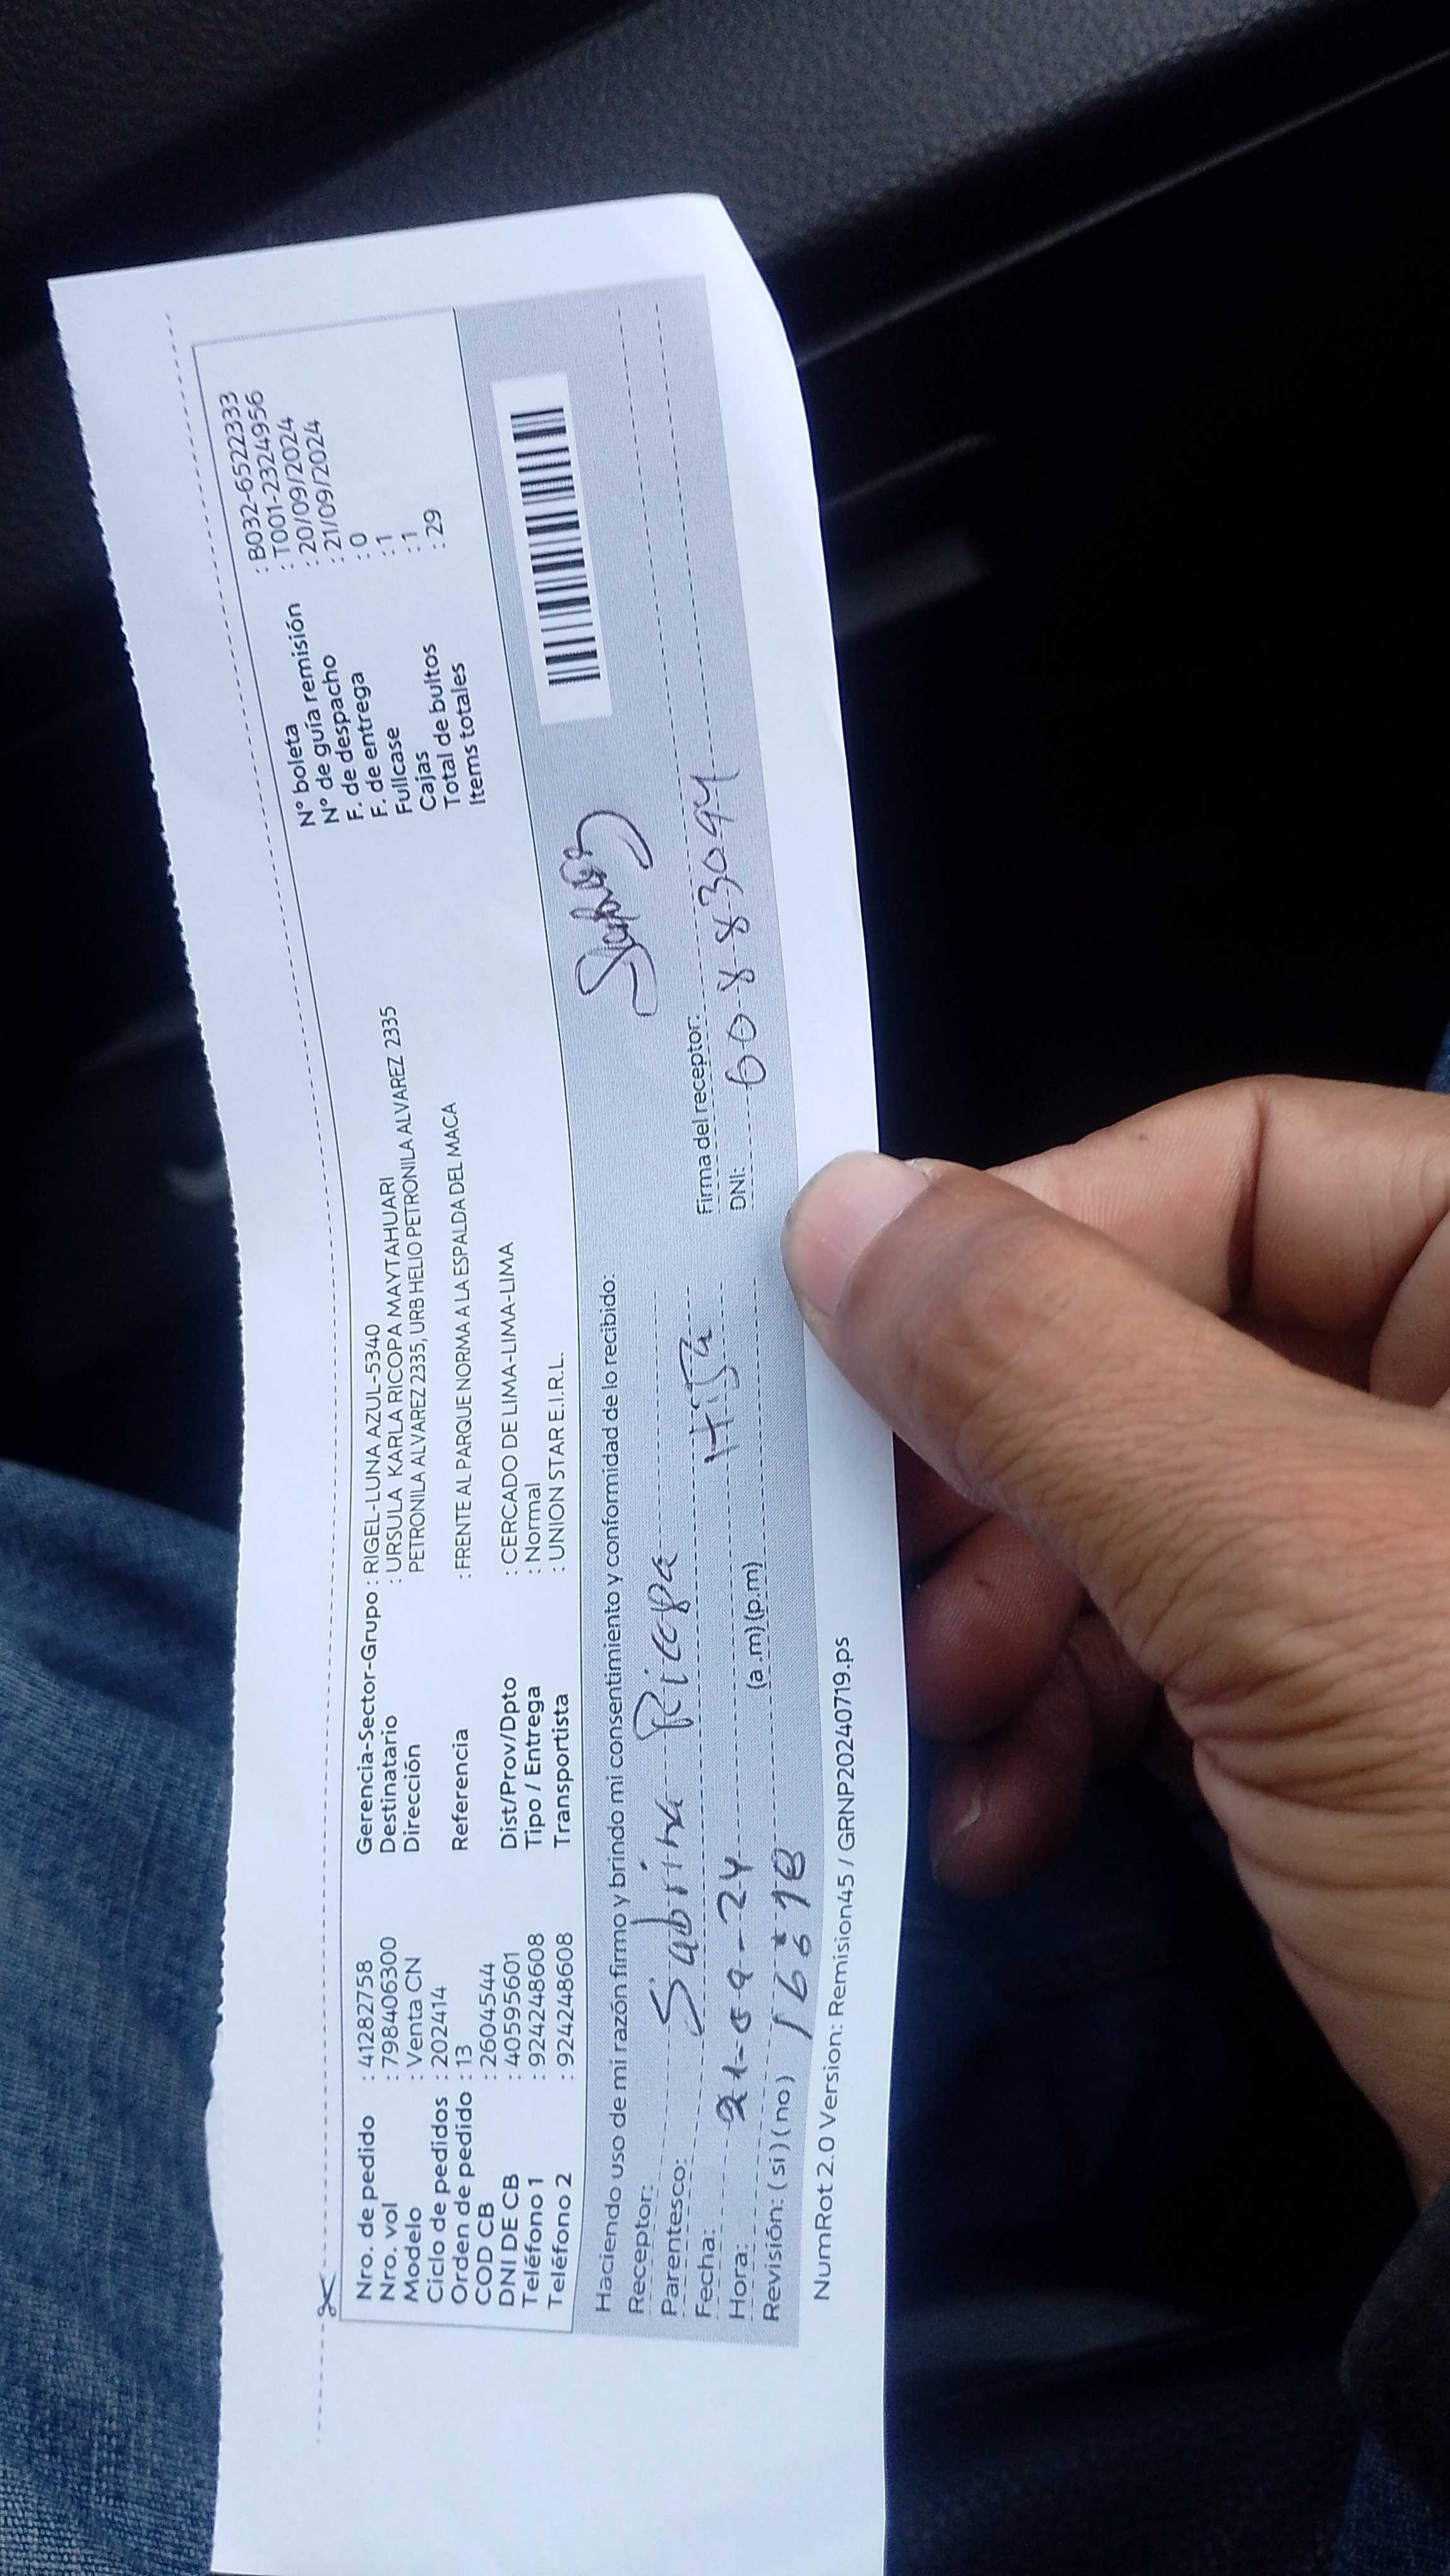 Nro. de pedido : 41282758
Nro. vol : 798406300
Modelo : Venta CN
Ciclo de pedidos : 202414
Orden de pedido : 13
COD CB : 2604544
DNI DE CB : 40595601
Teléfono 1 : 924248608
Teléfono 2 : 924248608
Gerencia-Sector-Grupo : RIGEL-LUNA AZUL-5340
Destinatario : URSULA KARLA RICOPA MAYTAHUARI
Dirección PETRONILA ALVAREZ 2335, URB HELIO PETRONILA ALVAREZ 2335
Referencia : FRENTE AL PARQUE NORMA A LA ESPALDA DEL MACA
Dist/Prov/Dpto : CERCADO DE LIMA-LIMA-LIMA
Tipo / Entrega : Normal
Transportista : UNION STAR E.I.R.L.
N° boleta : B032-6522333
N° de guía remisión : T001-2324956
F. de despacho : 20/09/2024
F. de entrega : 21/09/2024
Fullcase : 0
Cajas : 1
Total de bultos : 1
Items totales : 29
Haciendo uso de mi razón firmo y brindo mi consentimiento y conformidad de lo recibido:
Receptor: Sabrina Ricopa
Parentesco: Hija
Fecha: 21-09-24
Hora: 16:18 (a.m) (p.m)
Revisión: ( si ) ( no )
Firma del receptor:
DNI: 60883094
NumRot 2.0 Version: Remision45 / GRNP20240719.ps